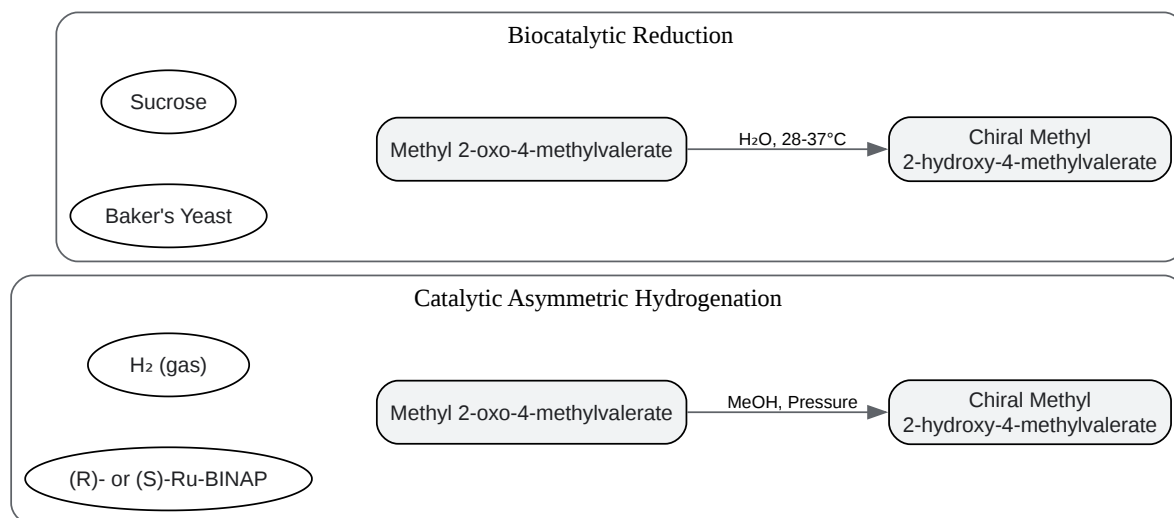 Biocatalytic Reduction
Sucrose
Baker's Yeast
Methyl 2-oxo-4-methylvalerate
H₂O, 28-37°C
Chiral Methyl
2-hydroxy-4-methylvalerate
Catalytic Asymmetric Hydrogenation
H₂ (gas)
(R)- or (S)-Ru-BINAP
Methyl 2-oxo-4-methylvalerate
MeOH, Pressure
Chiral Methyl
2-hydroxy-4-methylvalerate